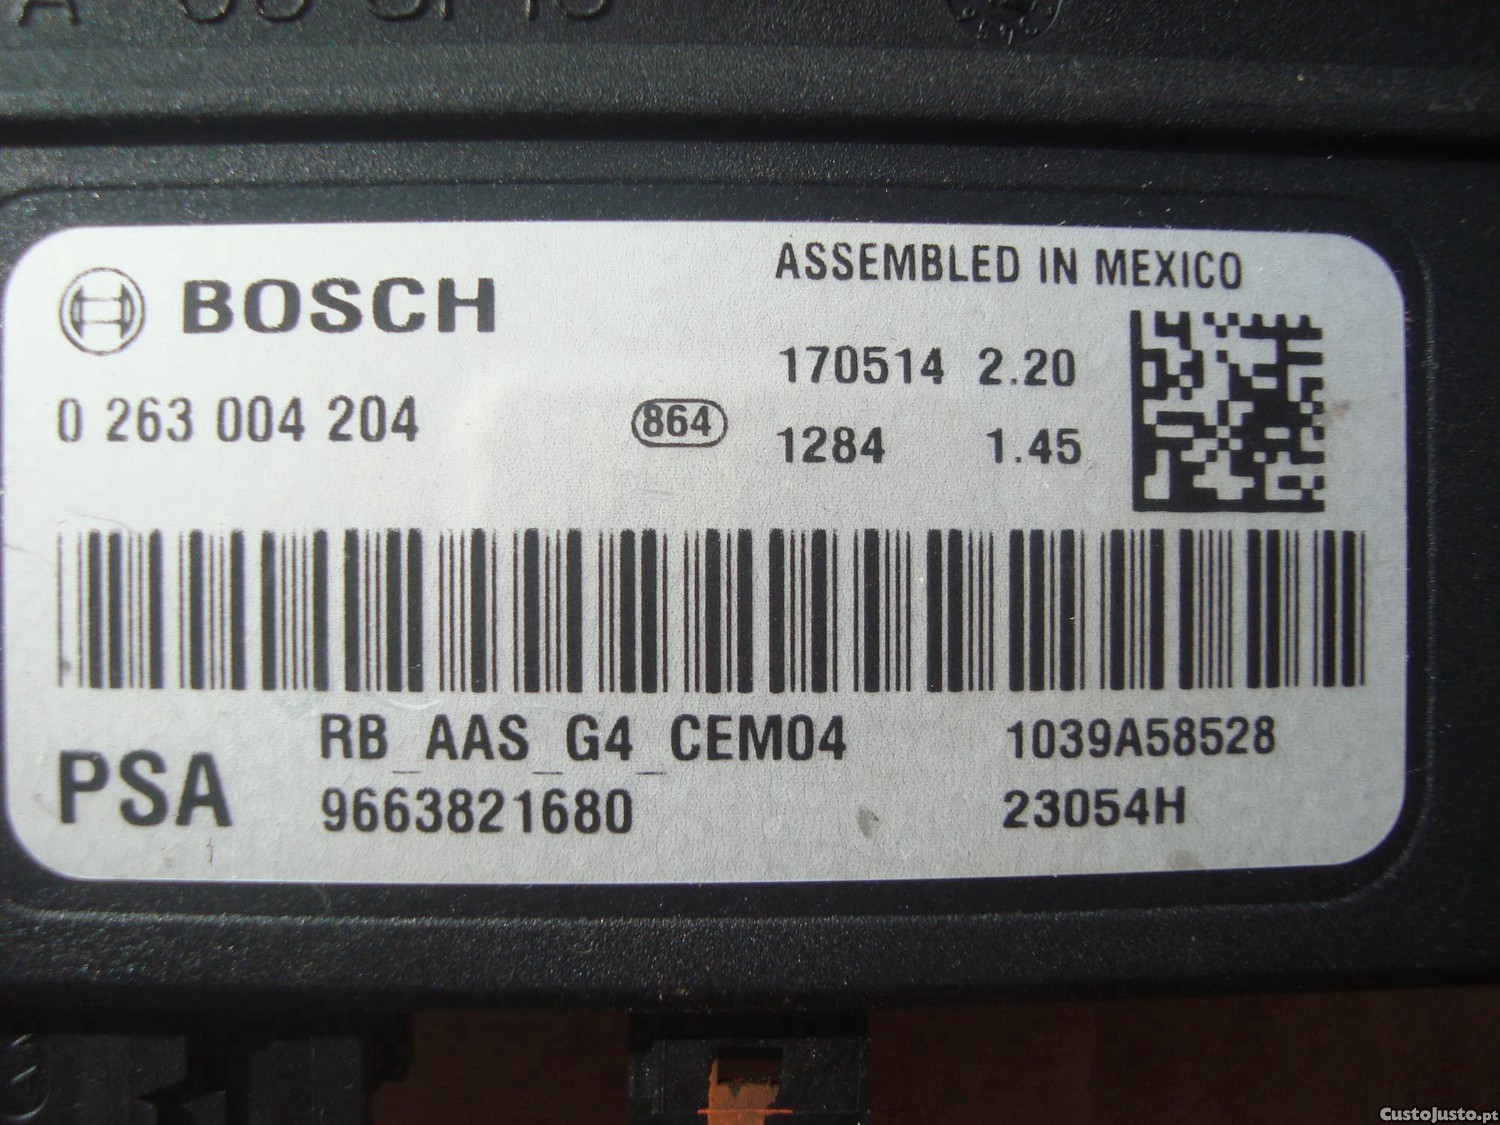 BOSCH
ASSEMBLED IN MEXICO
170514 2.20
0 263 004 204
864
1284 1.45
RB_AAS_G4_CEM04
1039A58528
PSA
9663821680
23054H
CustoJusto.pt